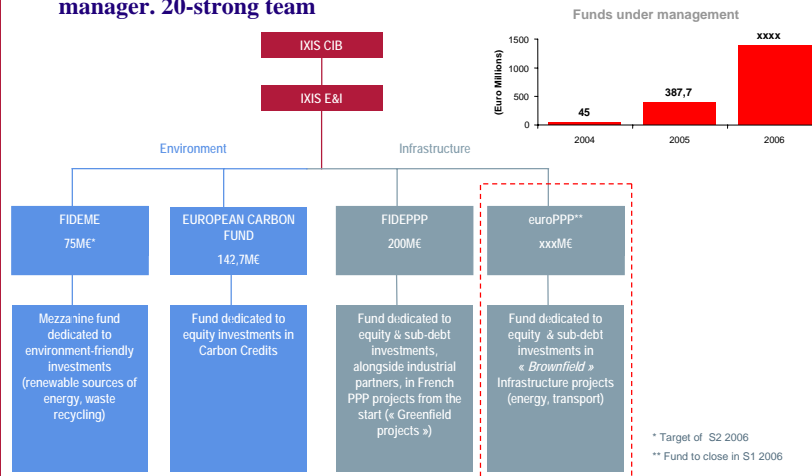 manager. 20-strong team
Funds under management
IXIS CIB
IXIS E&I
(Euro Millions)
1500
1000
500
0
45
387,7
xxxx
2004
2005
2006
Environment
Infrastructure
FIDEME
75M€*
EUROPEAN CARBON
FUND
142,7M€
FIDEPPP
200M€
euroPPP**
xxxM€
Mezzanine fund
dedicated to
environment-friendly
investments
(renewable sources of
energy, waste
recycling)
Fund dedicated to
equity investments in
Carbon Credits
Fund dedicated to
equity & sub-debt
investments,
alongside industrial
partners, in French
PPP projects from the
start (« Greenfield
projects »)
Fund dedicated to
equity & sub-debt
investments in
« Brownfield »
Infrastructure projects
(energy, transport)
* Target of S2 2006
** Fund to close in S1 2006